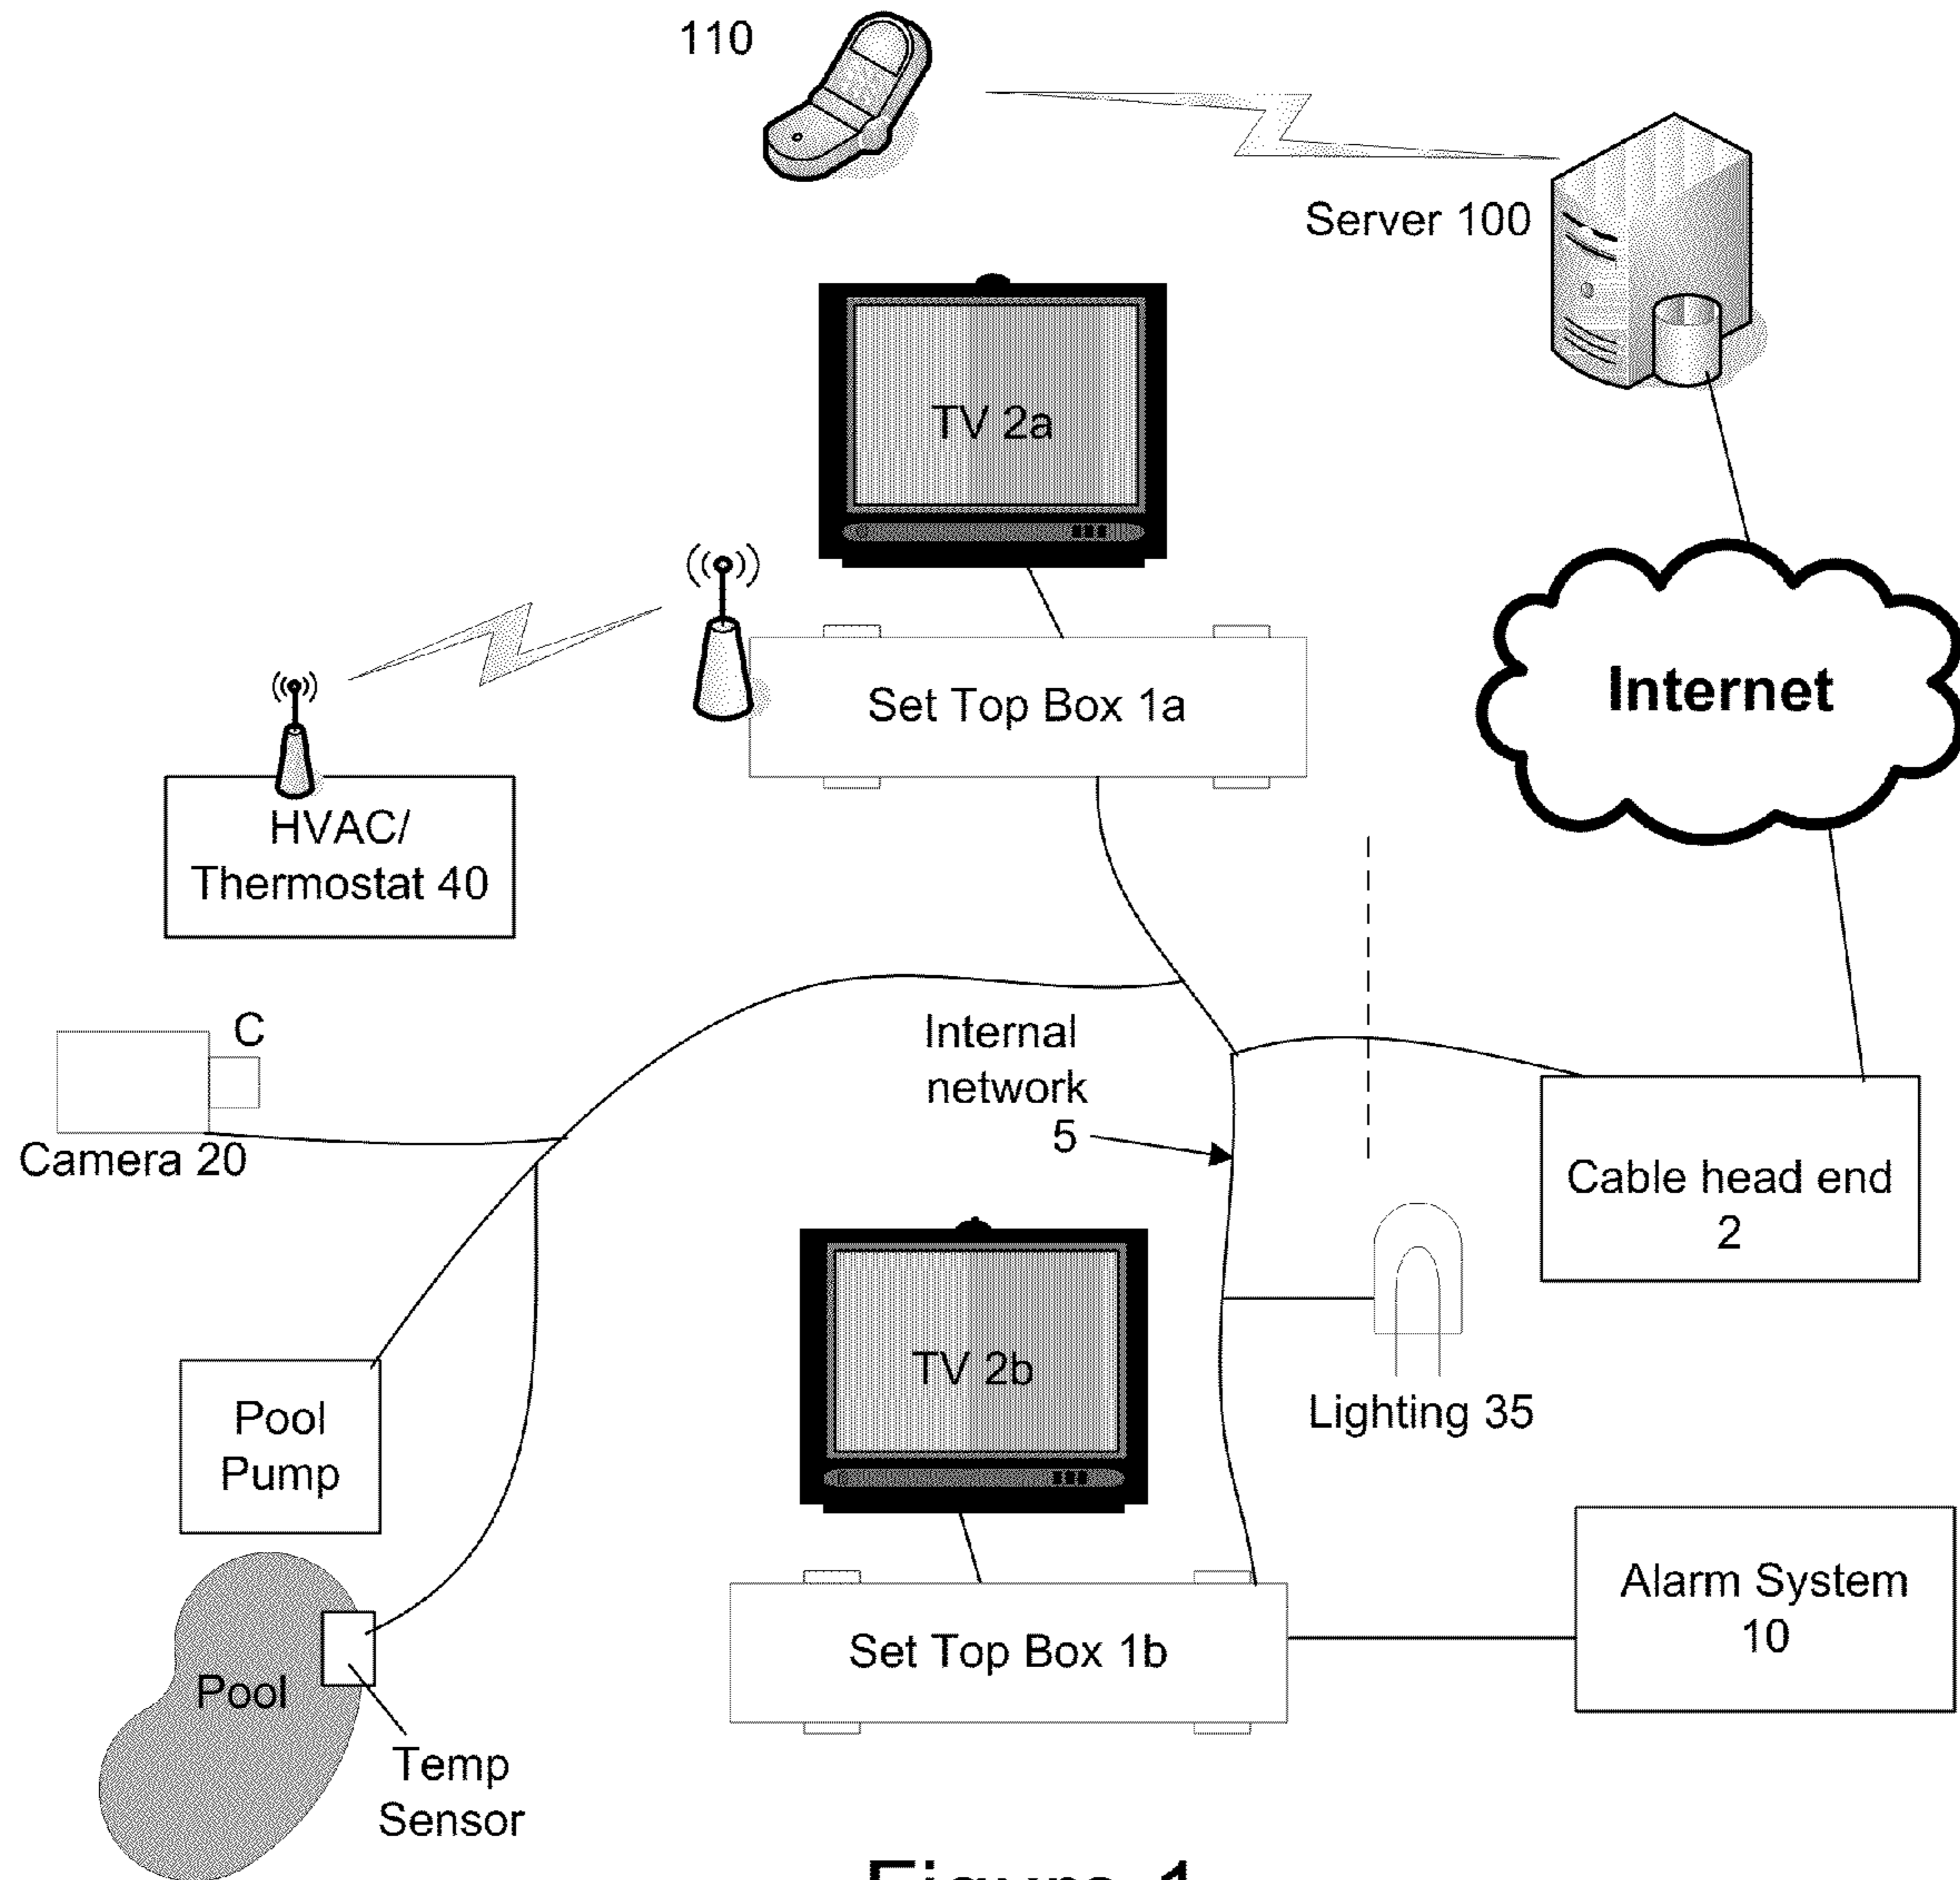 110
Server 100
TV 2a
Set Top Box 1a
Internet
HVAC/
Thermostat 40
C
Camera 20
Internal
network
5
Cable head end
2
TV 2b
Lighting 35
Pool
Pump
Set Top Box 1b
Alarm System
10
Pool
Temp
Sensor
Figure 1